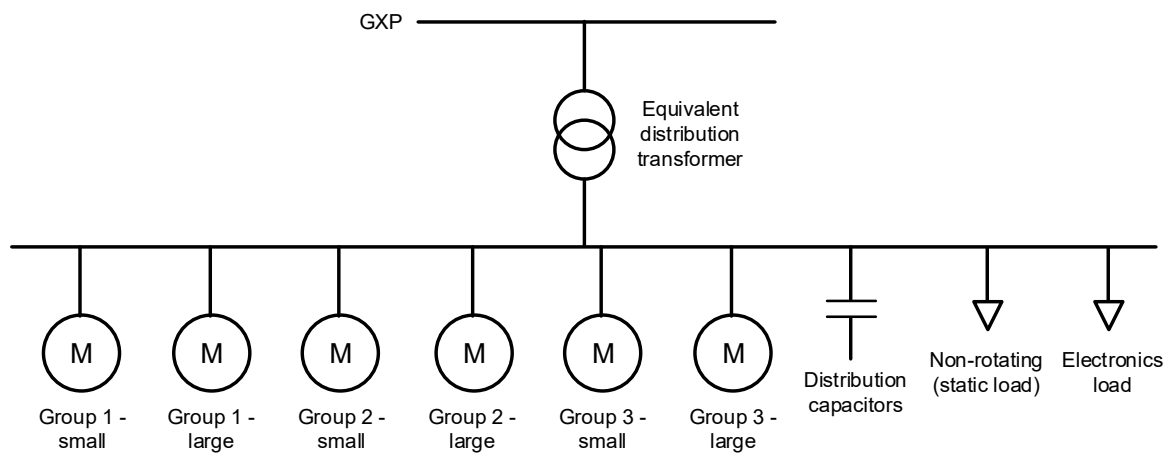 GXP
Equivalent
distribution
transformer
M
M
M
M
M
M
Group 1 -
small
Group 1 -
large
Group 2 -
small
Group 2 -
large
Group 3 -
small
Group 3 -
large
Distribution
capacitors
Non-rotating
(static load)
Electronics
load